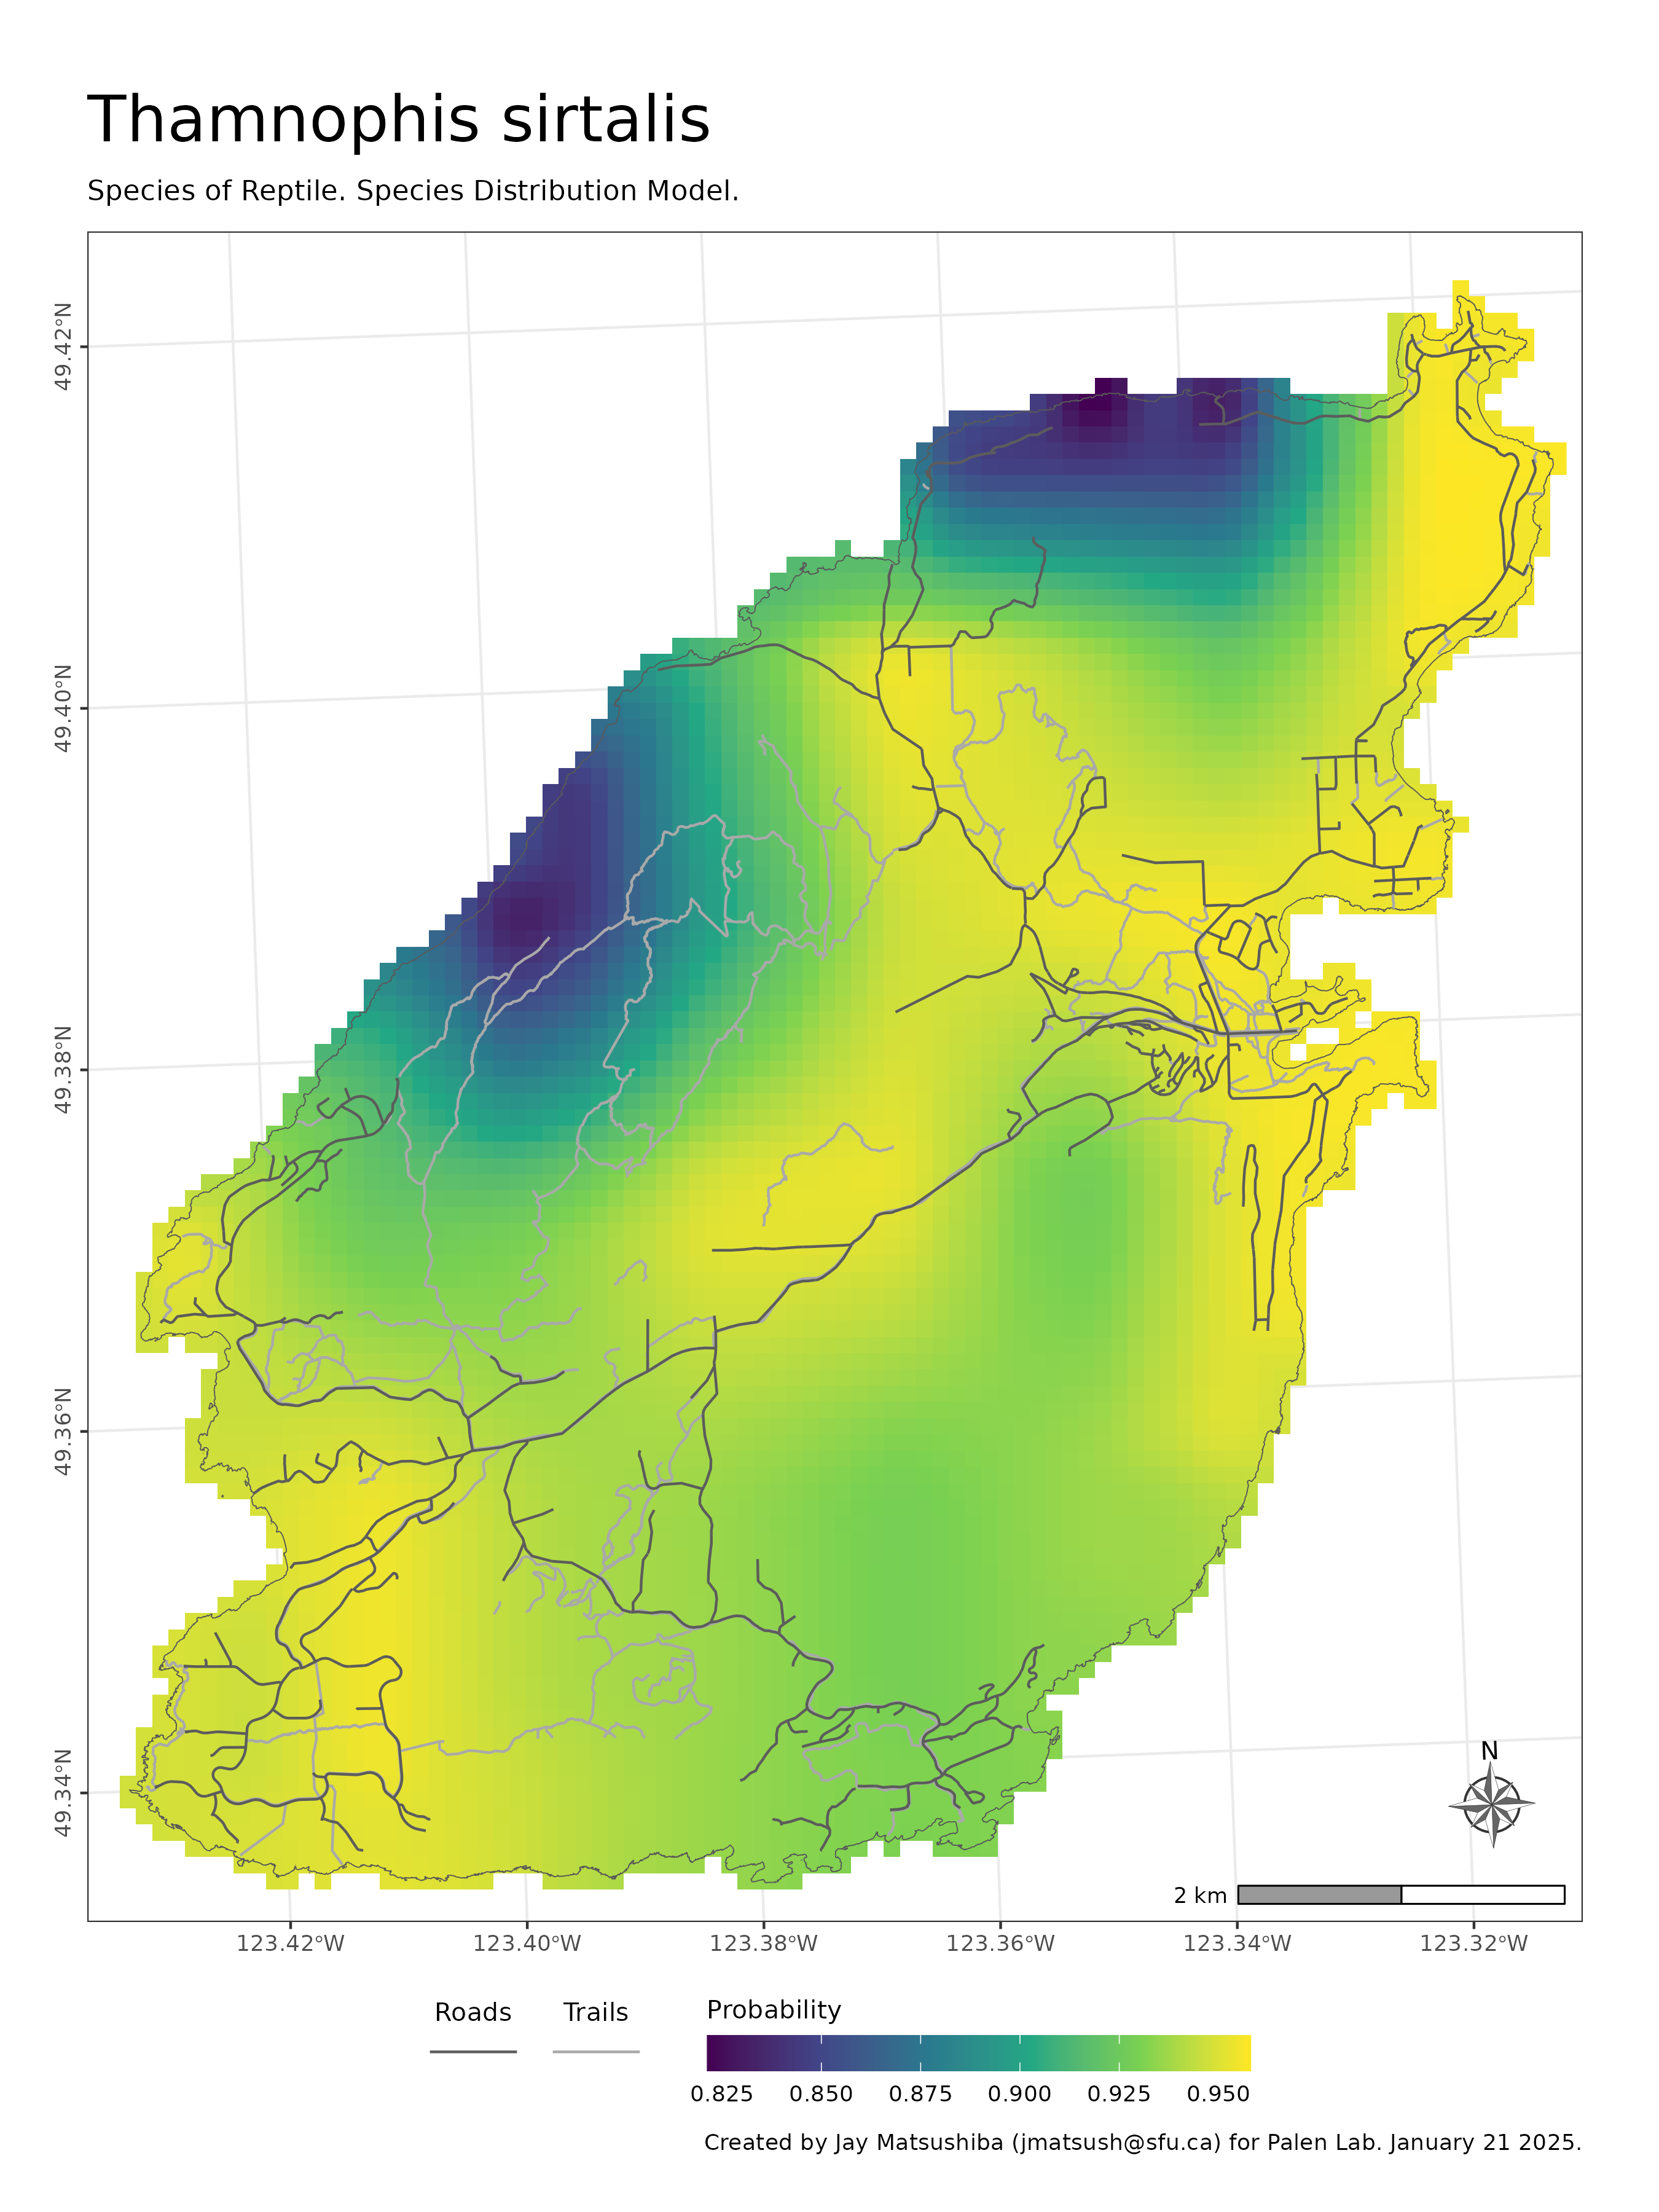 Thamnophis sirtalis
Species of Reptile. Species Distribution Model.
49.42°N
49.40°N
49.38°N
49.36°N
49.34°N
N
2 km
123.42°W 123.40°W 123.38°W 123.36°W 123.34°W 123.32°W
Roads Trails Probability
0.825 0.850 0.875 0.900 0.925 0.950
Created by Jay Matsushiba (jmatsush@sfu.ca) for Palen Lab. January 21 2025.